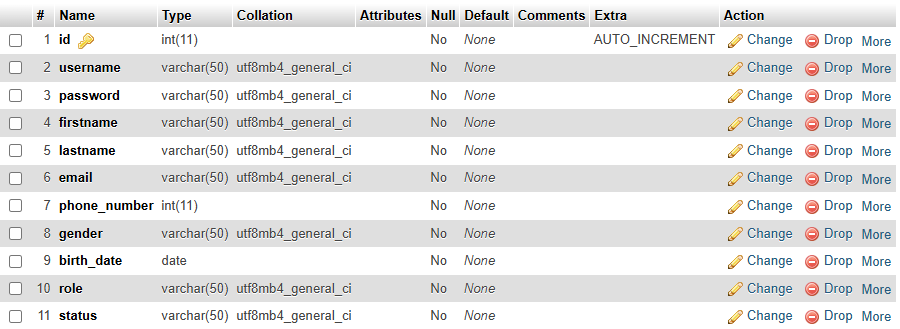 # Name Type Collation Attributes Null Default Comments Extra Action
1 id int(11) No None AUTO_INCREMENT Change Drop More
2 username varchar(50) utf8mb4_general_ci No None Change Drop More
3 password varchar(50) utf8mb4_general_ci No None Change Drop More
4 firstname varchar(50) utf8mb4_general_ci No None Change Drop More
5 lastname varchar(50) utf8mb4_general_ci No None Change Drop More
6 email varchar(50) utf8mb4_general_ci No None Change Drop More
7 phone_number int(11) No None Change Drop More
8 gender varchar(50) utf8mb4_general_ci No None Change Drop More
9 birth_date date No None Change Drop More
10 role varchar(50) utf8mb4_general_ci No None Change Drop More
11 status varchar(50) utf8mb4_general_ci No None Change Drop More